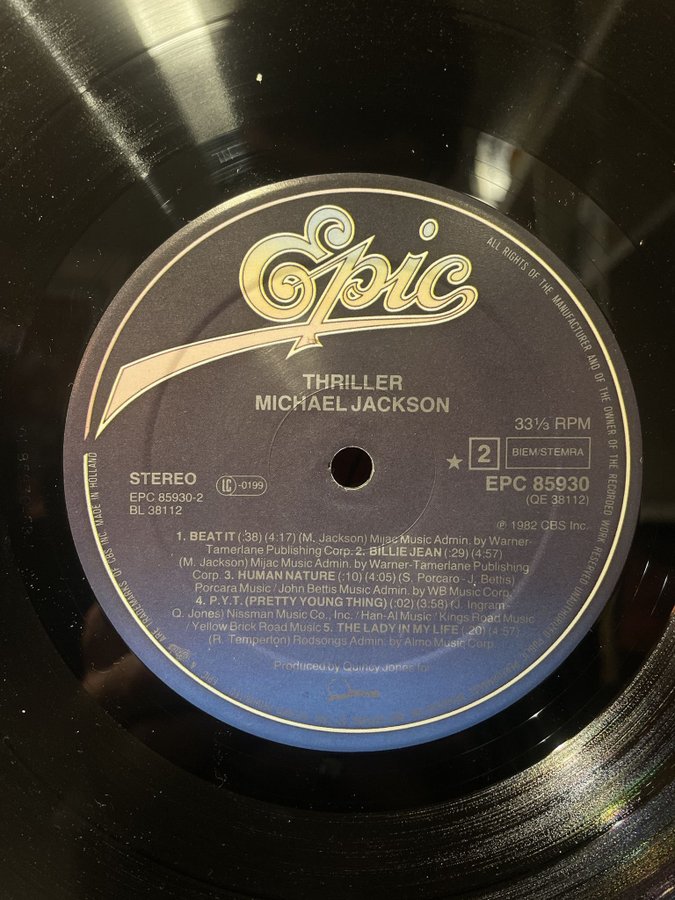 Epic
THRILLER
MICHAEL JACKSON
33⅓ RPM
STEREO
LC -0199
2
BIEM/STEMRA
EPC 85930-2
EPC 85930
BL 38112
(QE 38112)
℗ 1982 CBS Inc.
1. BEAT IT (:38) (4:17) (M. Jackson) Mijac Music Admin. by Warner-
Tamerlane Publishing Corp. 2. BILLIE JEAN (:29) (4:57)
(M. Jackson) Mijac Music Admin. by Warner-Tamerlane Publishing
Corp. 3. HUMAN NATURE (:10) (4:05) (S. Porcaro - J. Bettis)
Porcara Music / John Bettis Music Admin. by WB Music Corp.
4. P.Y.T. (PRETTY YOUNG THING) (:02) (3:58) (J. Ingram -
Q. Jones) Nissman Music Co., Inc. / Han-Al Music / Kings Road Music /
Yellow Brick Road Music 5. THE LADY IN MY LIFE (:20) (4:57)
(R. Temperton) Rodsongs Admin. by Almo Music Corp.
Produced by Quincy Jones for
ALL RIGHTS OF THE MANUFACTURER AND OF THE OWNER OF THE RECORDED WORK RESERVED
ARE TRADEMARKS OF CBS INC. MADE IN HOLLAND